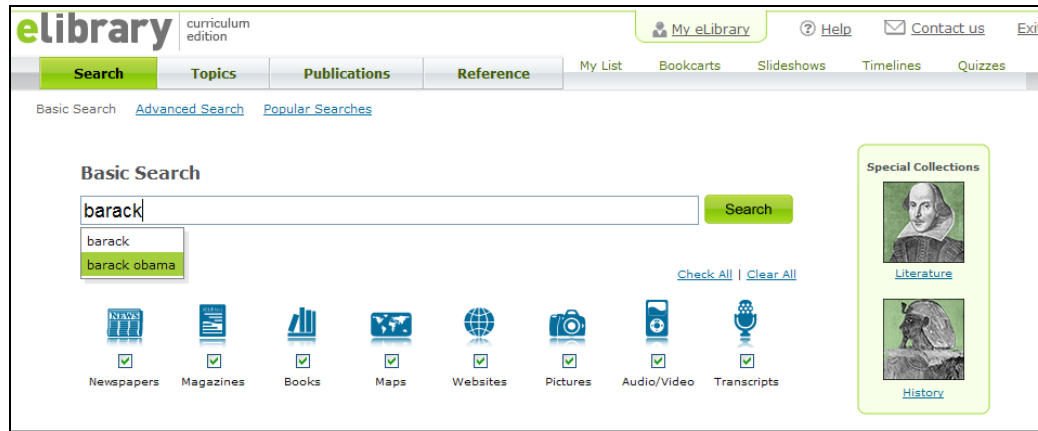 elibrary curriculum edition
My eLibrary Help Contact us
Search Topics Publications Reference My List Bookcarts Slideshows Timelines Quizzes
Basic Search Advanced Search Popular Searches
Basic Search
barack Search
barack
barack obama
Check All | Clear All
NEWS
Newspapers Magazines Books Maps Websites Pictures Audio/Video Transcripts
Special Collections
Literature
History